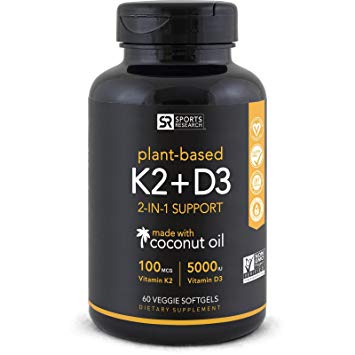 SR SPORTS RESEARCH
plant-based
K2+D3
2-IN-1 SUPPORT
made with
coconut oil
100 MCG 5000 IU
Vitamin K2 Vitamin D3
60 VEGGIE SOFTGELS
DIETARY SUPPLEMENT